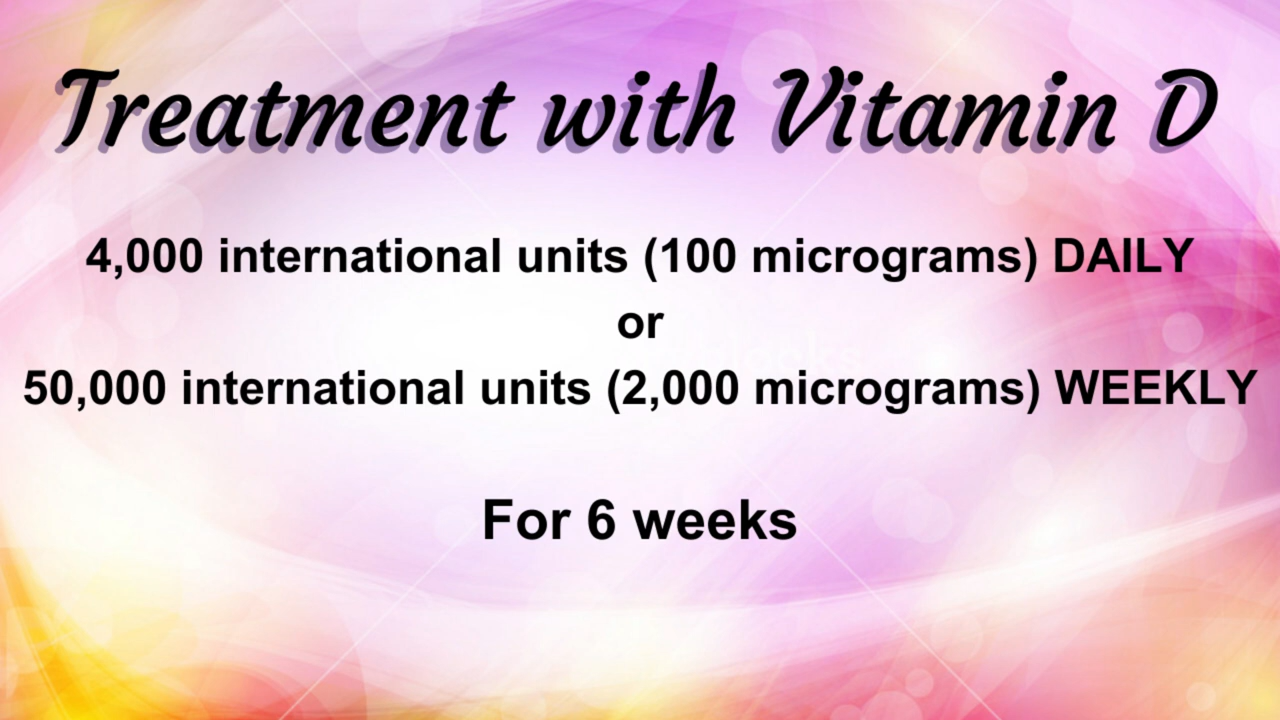 Treatment with Vitamin D
4,000 international units (100 micrograms) DAILY
or
50,000 international units (2,000 micrograms) WEEKLY
For 6 weeks